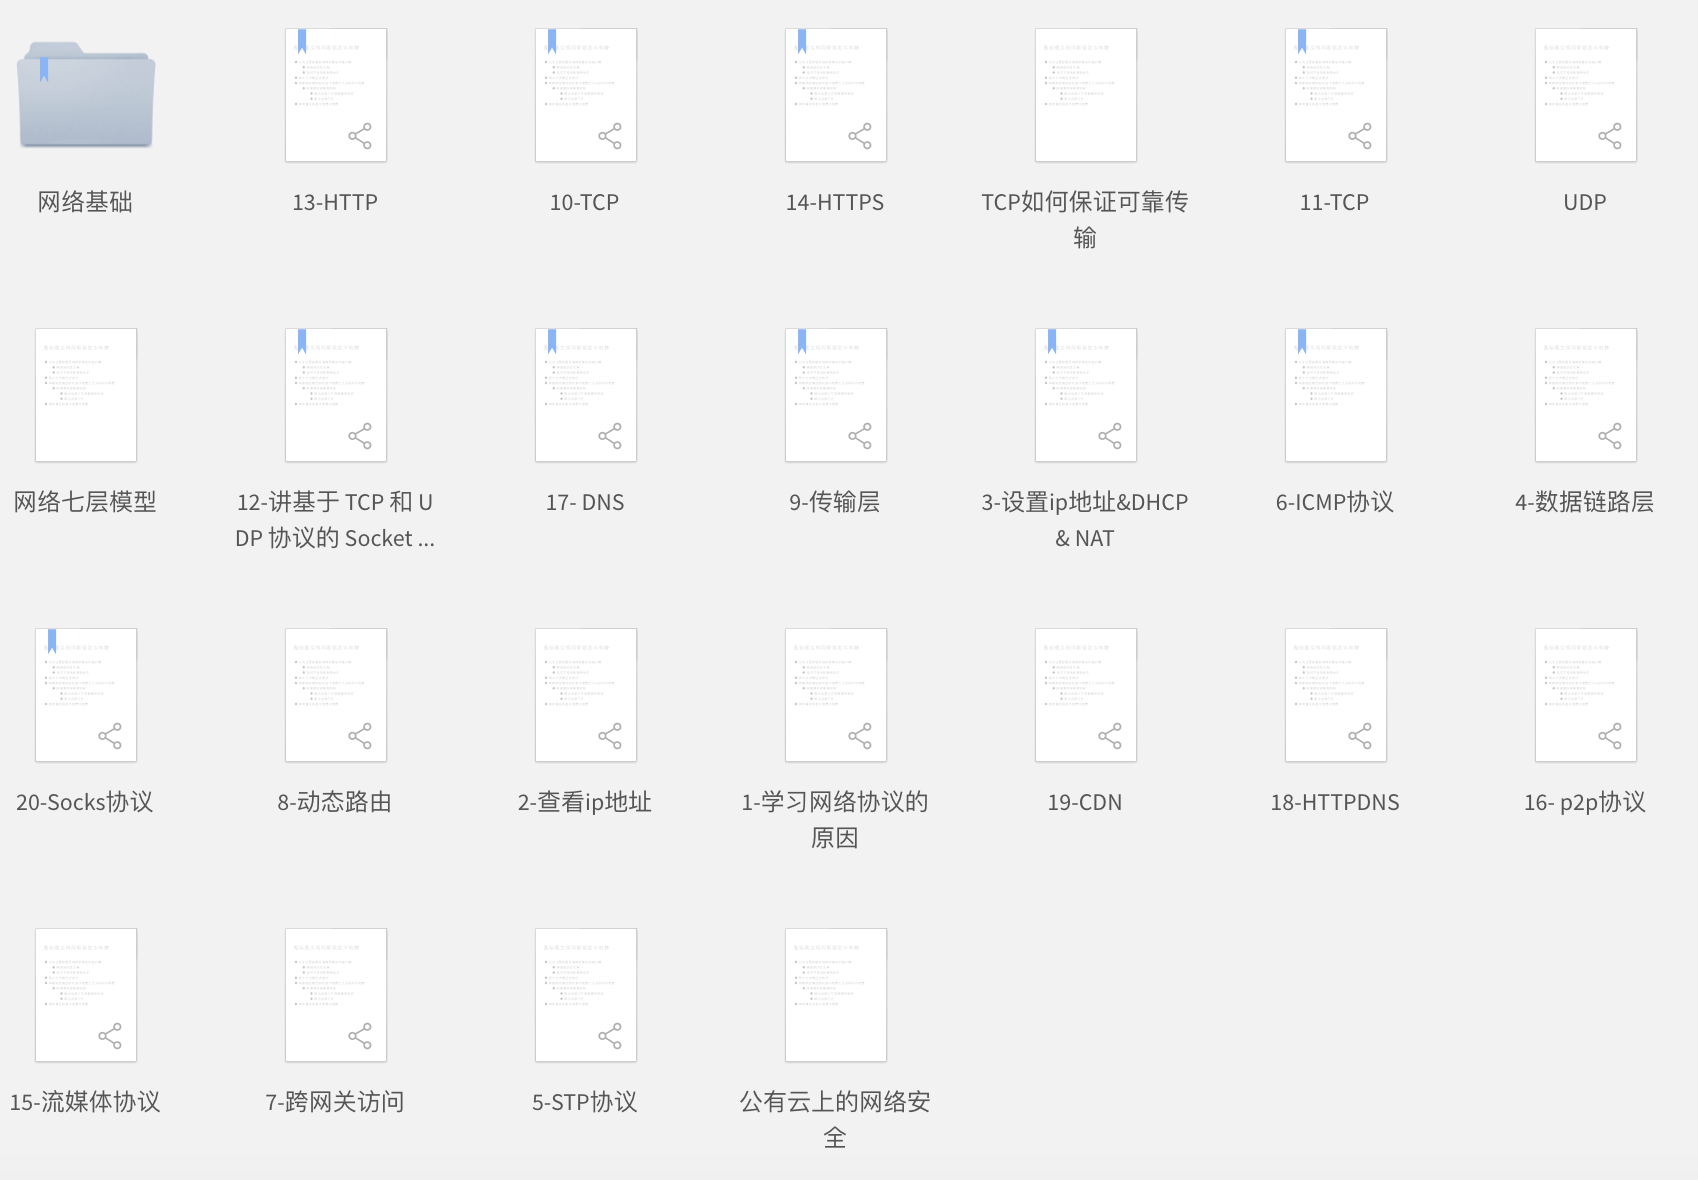 网络基础
13-HTTP
10-TCP
14-HTTPS
TCP如何保证可靠传
输
11-TCP
UDP
网络七层模型
12-讲基于 TCP 和 U
DP 协议的 Socket ...
17- DNS
9-传输层
3-设置ip地址&DHCP
& NAT
6-ICMP协议
4-数据链路层
20-Socks协议
8-动态路由
2-查看ip地址
1-学习网络协议的
原因
19-CDN
18-HTTPDNS
16- p2p协议
15-流媒体协议
7-跨网关访问
5-STP协议
公有云上的网络安
全